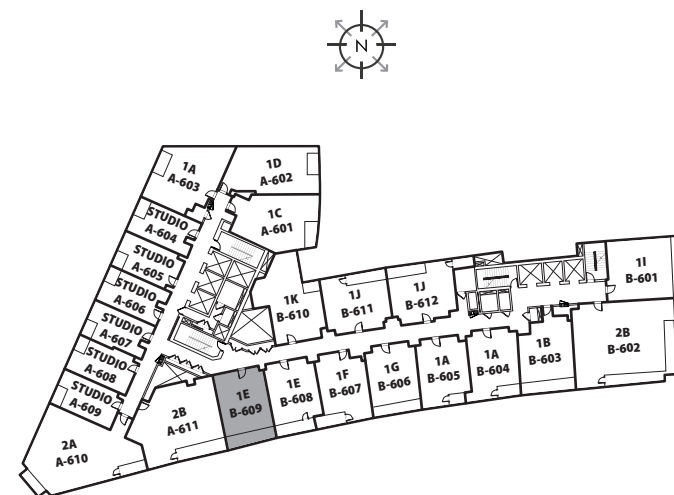 N
1A
A-603
1D
A-602
1C
A-601
STUDIO
A-604
STUDIO
A-605
STUDIO
A-606
STUDIO
A-607
STUDIO
A-608
STUDIO
A-609
2A
A-610
2B
A-611
1E
B-609
1E
B-608
1F
B-607
1G
B-606
1A
B-605
1A
B-604
1B
B-603
2B
B-602
1I
B-601
1K
B-610
1J
B-611
1J
B-612